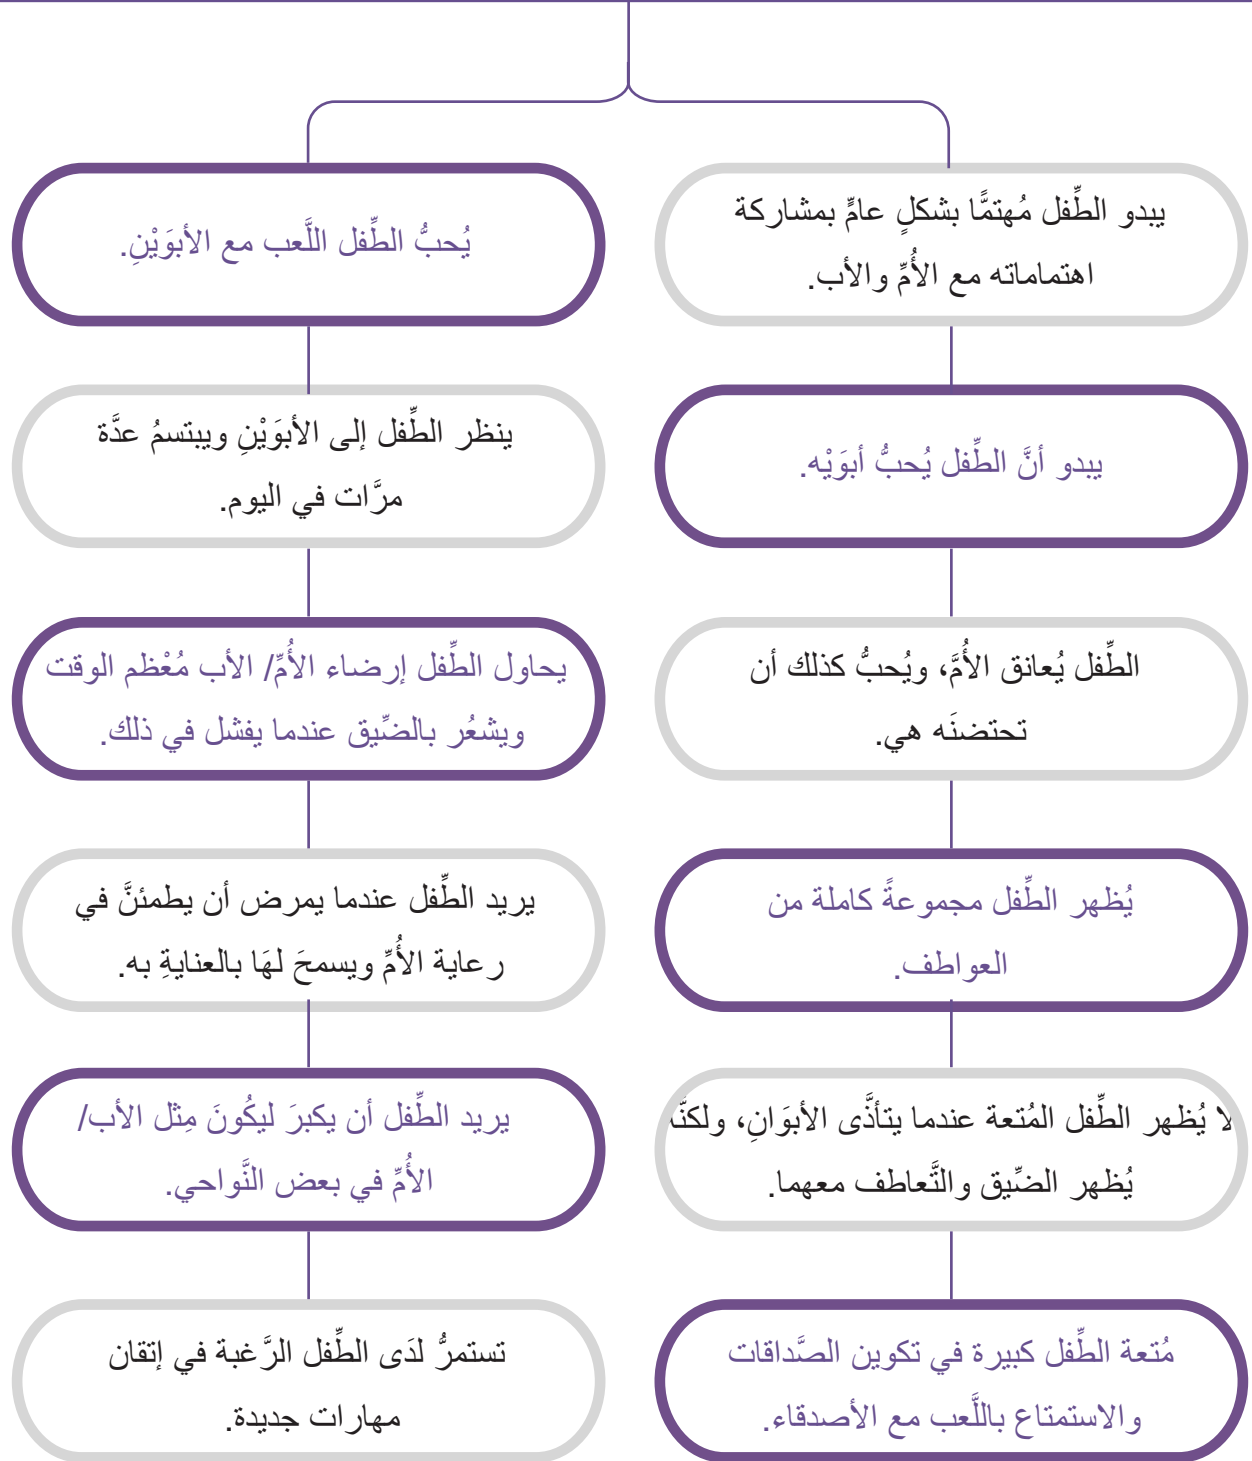 يبدو الطِّفل مُهتمًّا بشكلٍ عامٍّ بمشاركة
اهتماماته مع الأُمِّ والأب.
يبدو أنَّ الطِّفل يُحبُّ أبوَيْه.
الطِّفل يُعانق الأُمَّ، ويُحبُّ كذلك أن
تحتضنَه هي.
يُظهر الطِّفل مجموعةً كاملة من
العواطف.
لا يُظهر الطِّفل المُتعة عندما يتأذَّى الأبوَانِ، ولكنَّه
يُظهر الضِّيق والتَّعاطف معهما.
مُتعة الطِّفل كبيرة في تكوين الصَّداقات
والاستمتاع باللَّعب مع الأصدقاء.
يُحبُّ الطِّفل اللَّعب مع الأبوَيْنِ.
ينظر الطِّفل إلى الأبوَيْنِ ويبتسمُ عدَّة
مرَّات في اليوم.
يحاول الطِّفل إرضاء الأُمِّ/ الأب مُعْظم الوقت
ويشعُر بالضِّيق عندما يفشل في ذلك.
يريد الطِّفل عندما يمرض أن يطمئنَّ في
رعاية الأُمِّ ويسمحَ لهَا بالعنايةِ به.
يريد الطِّفل أن يكبرَ ليكُونَ مِثل الأب/
الأُمِّ في بعض النَّواحي.
تستمرُّ لدَى الطِّفل الرَّغبة في إتقان
مهارات جديدة.